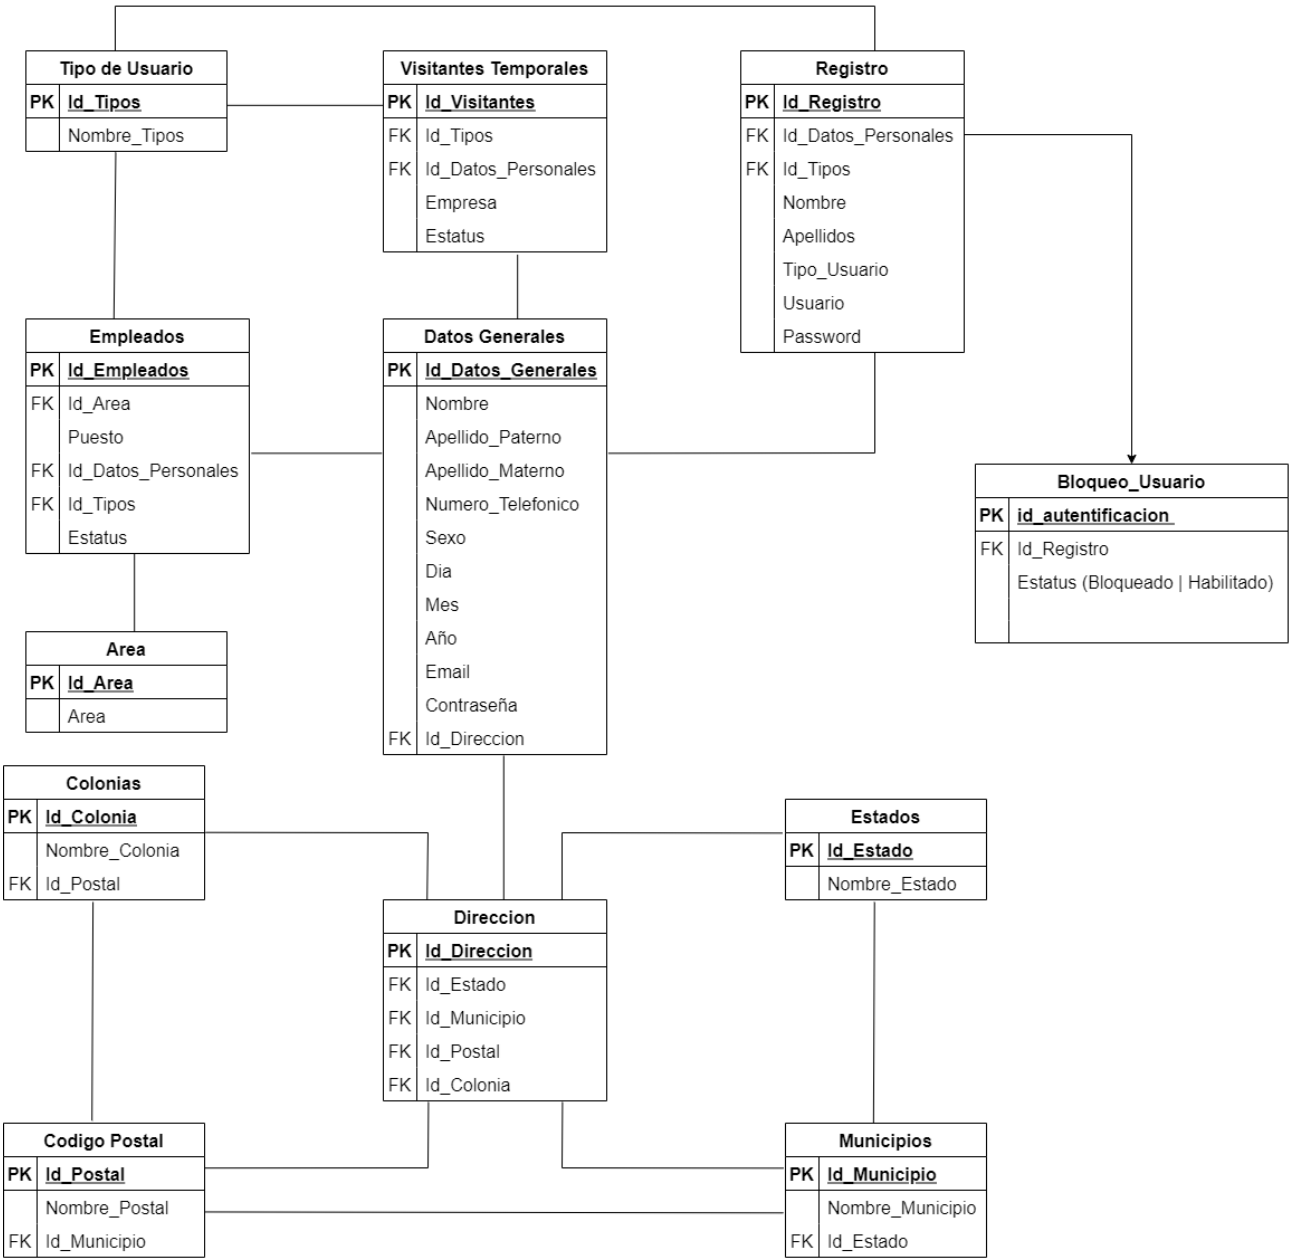 Tipo de Usuario
PK Id_Tipos
Nombre_Tipos
Visitantes Temporales
PK Id_Visitantes
FK Id_Tipos
FK Id_Datos_Personales
Empresa
Estatus
Registro
PK Id_Registro
FK Id_Datos_Personales
FK Id_Tipos
Nombre
Apellidos
Tipo_Usuario
Usuario
Password
Empleados
PK Id_Empleados
FK Id_Area
Puesto
FK Id_Datos_Personales
FK Id_Tipos
Estatus
Datos Generales
PK Id_Datos_Generales
Nombre
Apellido_Paterno
Apellido_Materno
Numero_Telefonico
Sexo
Dia
Mes
Año
Email
Contraseña
FK Id_Direccion
Bloqueo_Usuario
PK id_autentificacion
FK Id_Registro
Estatus (Bloqueado | Habilitado)
Area
PK Id_Area
Area
Colonias
PK Id_Colonia
Nombre_Colonia
FK Id_Postal
Estados
PK Id_Estado
Nombre_Estado
Direccion
PK Id_Direccion
FK Id_Estado
FK Id_Municipio
FK Id_Postal
FK Id_Colonia
Codigo Postal
PK Id_Postal
Nombre_Postal
FK Id_Municipio
Municipios
PK Id_Municipio
Nombre_Municipio
FK Id_Estado